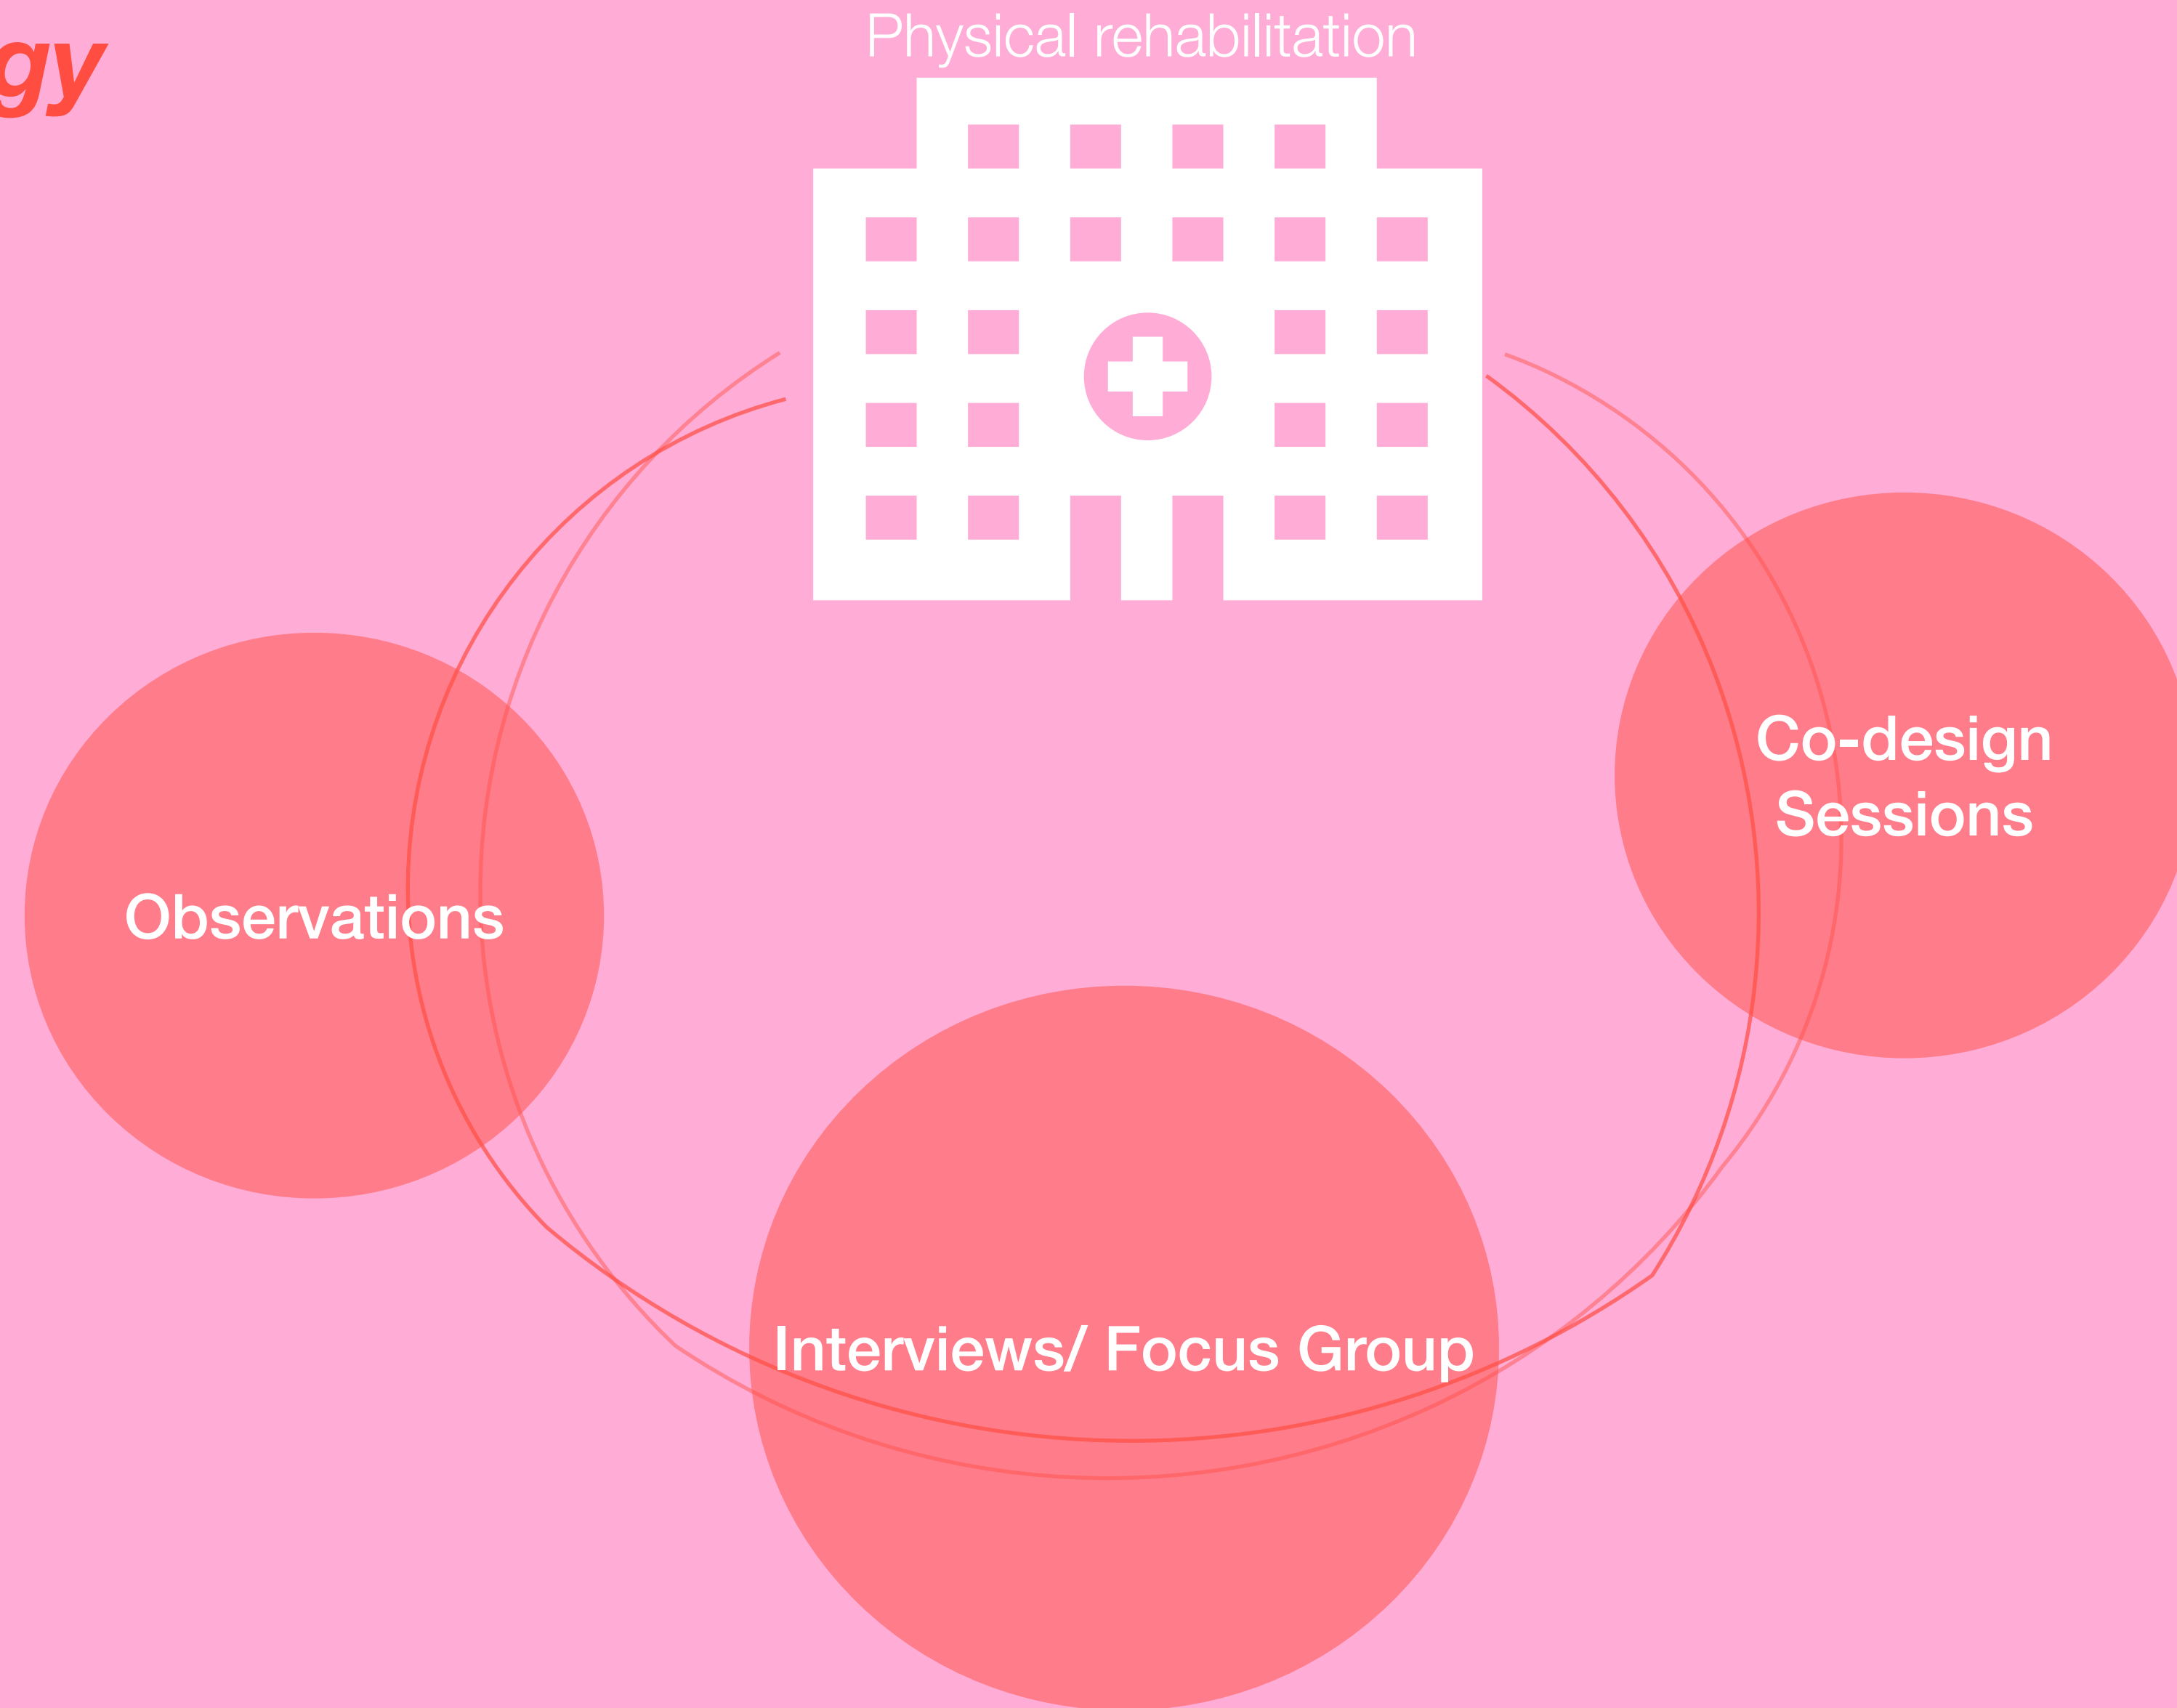 Physical rehabilitation
gy
Co-design
Sessions
Observations
Interviews/ Focus Group